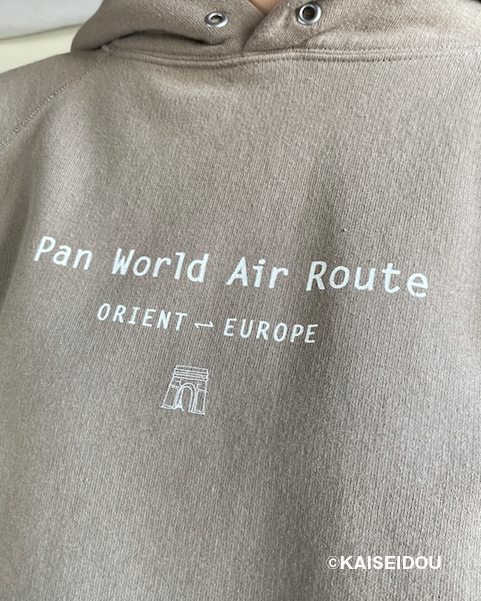 Pan World Air Route
ORIENT ⇌ EUROPE
©KAISEIDOU